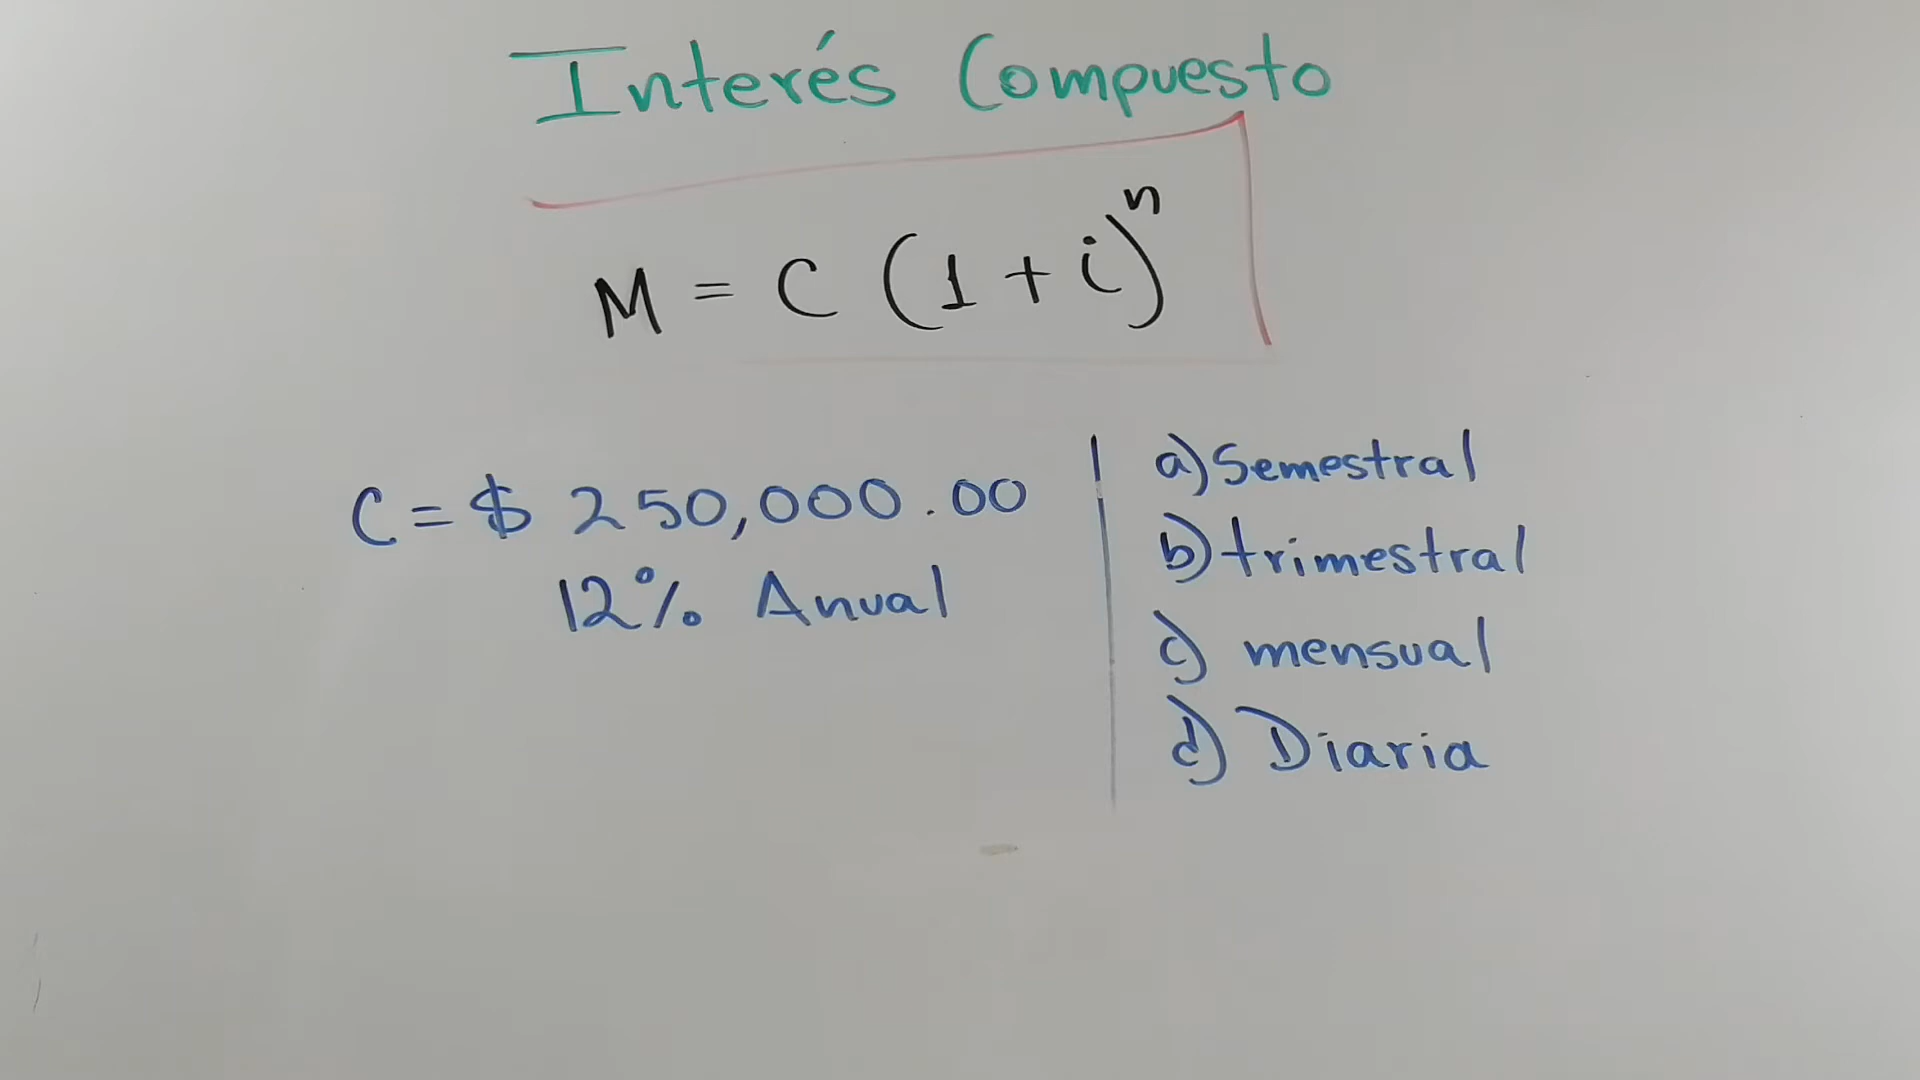 Interés Compuesto
M = C (1 + i)^n
C = $ 250,000.00
12% Anual
a) Semestral
b) trimestral
c) mensual
d) Diaria